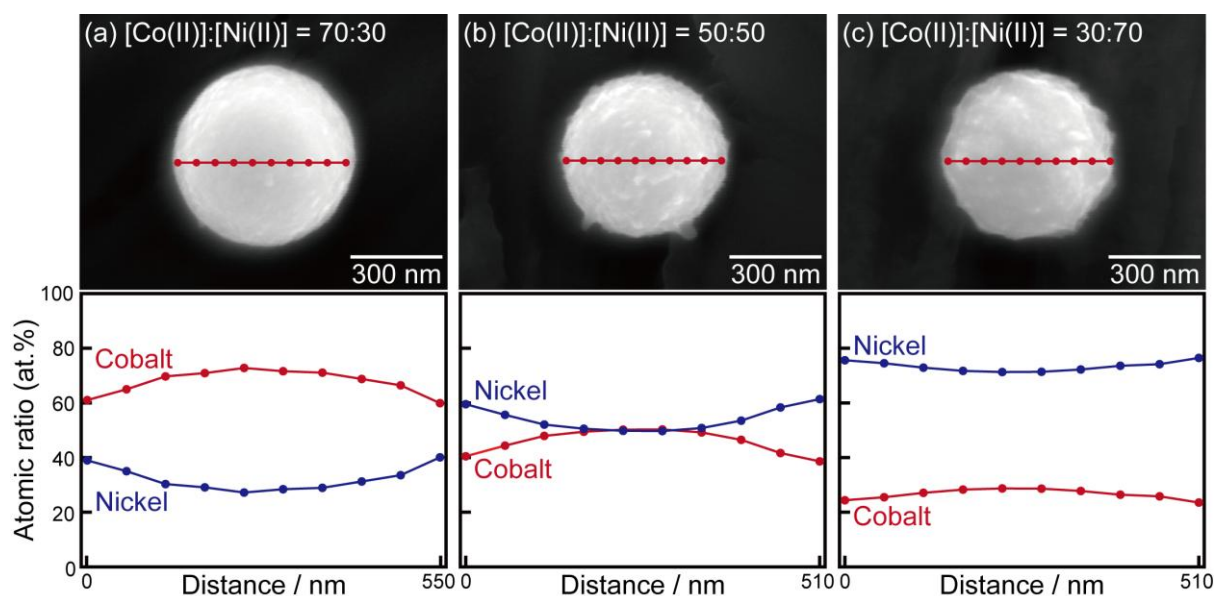 (a) [Co(II)]:[Ni(II)] = 70:30
(b) [Co(II)]:[Ni(II)] = 50:50
(c) [Co(II)]:[Ni(II)] = 30:70
300 nm
300 nm
300 nm
Atomic ratio (at.%)
100
80
60
40
20
0
Cobalt
Nickel
0
Distance / nm
550
Nickel
Cobalt
0
Distance / nm
510
Nickel
Cobalt
0
Distance / nm
510